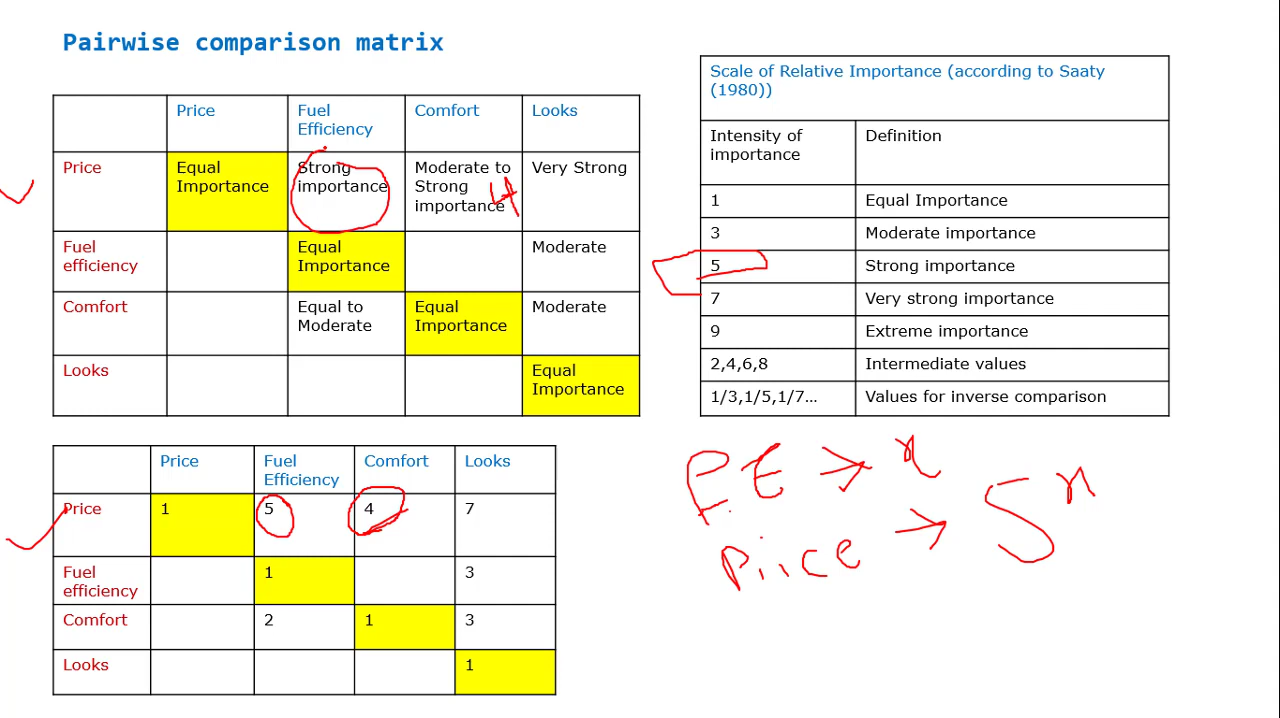 Pairwise comparison matrix
Price
Fuel
Efficiency
Comfort
Looks
Price
Equal
Importance
Strong
importance
Moderate to
Strong
importance
4
Very Strong
Fuel
efficiency
Equal
Importance
Moderate
Comfort
Equal to
Moderate
Equal
Importance
Moderate
Looks
Equal
Importance
Scale of Relative Importance (according to Saaty
(1980))
Intensity of
importance
Definition
1
Equal Importance
3
Moderate importance
5
Strong importance
7
Very strong importance
9
Extreme importance
2,4,6,8
Intermediate values
1/3,1/5,1/7...
Values for inverse comparison
Price
Fuel
Efficiency
Comfort
Looks
Price
1
5
4
7
Fuel
efficiency
1
3
Comfort
2
1
3
Looks
1
F.E → x
Price → 5x